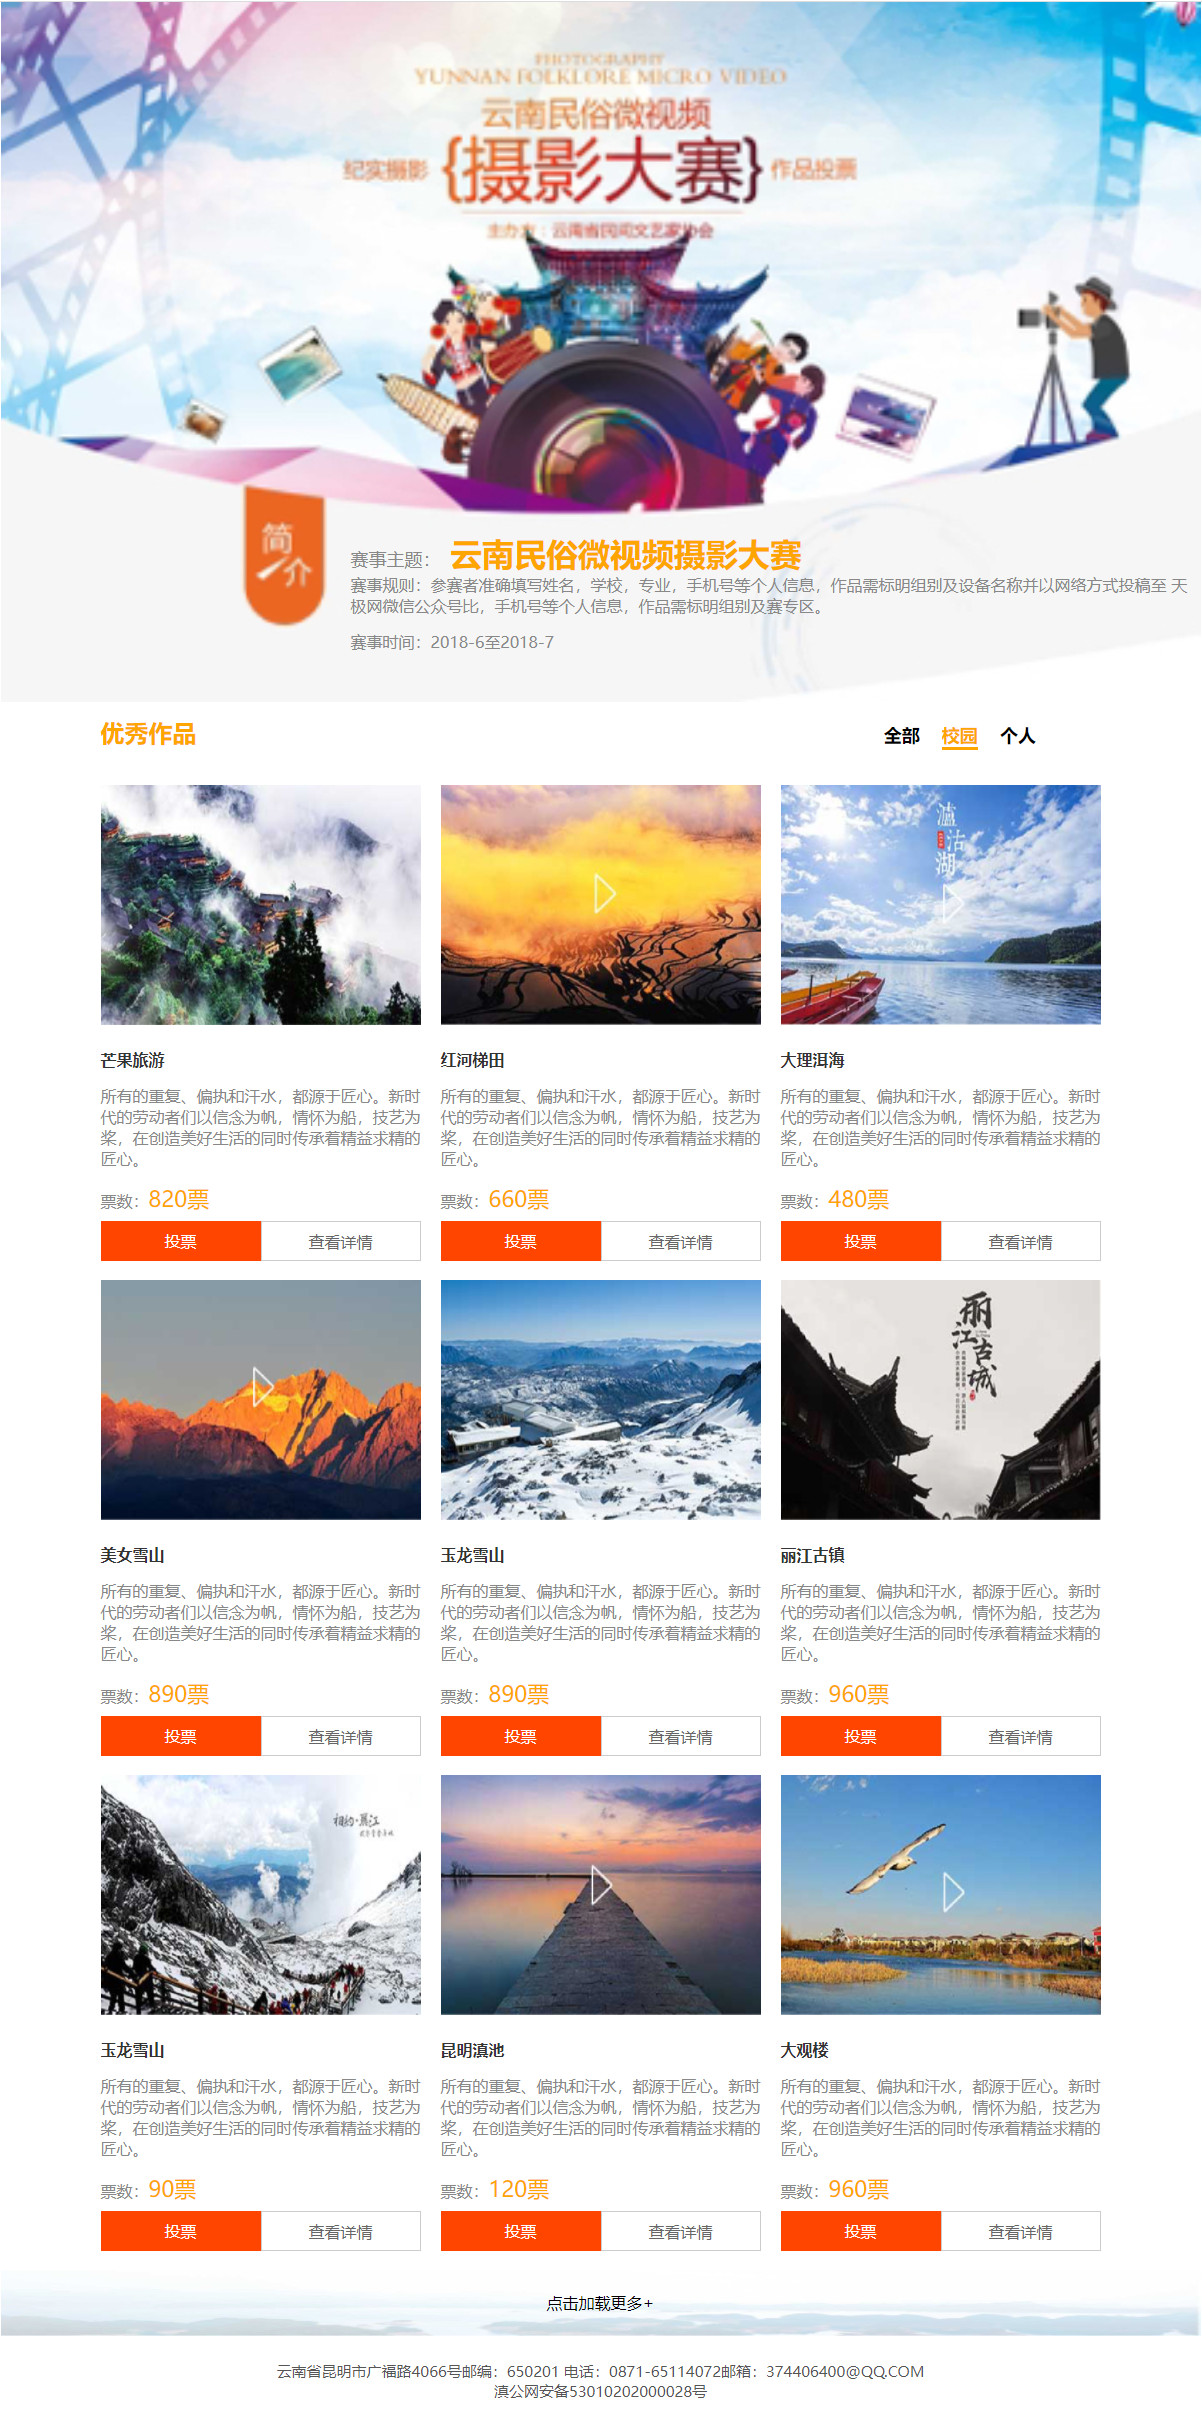 PHOTOGRAPHY
YUNNAN FOLKLORE MICRO VIDEO
云南民俗微视频
纪实摄影 {摄影大赛} 作品投票
主办方：云南省民间文艺家协会
简介
赛事主题： 云南民俗微视频摄影大赛
赛事规则：参赛者准确填写姓名，学校，专业，手机号等个人信息，作品需标明组别及设备名称并以网络方式投稿至 天
极网微信公众号比，手机号等个人信息，作品需标明组别及赛专区。
赛事时间：2018-6至2018-7
优秀作品
全部 校园 个人
泸沽湖
芒果旅游
所有的重复、偏执和汗水，都源于匠心。新时
代的劳动者们以信念为帆，情怀为船，技艺为
桨，在创造美好生活的同时传承着精益求精的
匠心。
票数：820票
投票 查看详情
红河梯田
所有的重复、偏执和汗水，都源于匠心。新时
代的劳动者们以信念为帆，情怀为船，技艺为
桨，在创造美好生活的同时传承着精益求精的
匠心。
票数：660票
投票 查看详情
大理洱海
所有的重复、偏执和汗水，都源于匠心。新时
代的劳动者们以信念为帆，情怀为船，技艺为
桨，在创造美好生活的同时传承着精益求精的
匠心。
票数：480票
投票 查看详情
丽江古城
美女雪山
所有的重复、偏执和汗水，都源于匠心。新时
代的劳动者们以信念为帆，情怀为船，技艺为
桨，在创造美好生活的同时传承着精益求精的
匠心。
票数：890票
投票 查看详情
玉龙雪山
所有的重复、偏执和汗水，都源于匠心。新时
代的劳动者们以信念为帆，情怀为船，技艺为
桨，在创造美好生活的同时传承着精益求精的
匠心。
票数：890票
投票 查看详情
丽江古镇
所有的重复、偏执和汗水，都源于匠心。新时
代的劳动者们以信念为帆，情怀为船，技艺为
桨，在创造美好生活的同时传承着精益求精的
匠心。
票数：960票
投票 查看详情
相约·丽江
玉龙雪山
所有的重复、偏执和汗水，都源于匠心。新时
代的劳动者们以信念为帆，情怀为船，技艺为
桨，在创造美好生活的同时传承着精益求精的
匠心。
票数：90票
投票 查看详情
昆明滇池
所有的重复、偏执和汗水，都源于匠心。新时
代的劳动者们以信念为帆，情怀为船，技艺为
桨，在创造美好生活的同时传承着精益求精的
匠心。
票数：120票
投票 查看详情
大观楼
所有的重复、偏执和汗水，都源于匠心。新时
代的劳动者们以信念为帆，情怀为船，技艺为
桨，在创造美好生活的同时传承着精益求精的
匠心。
票数：960票
投票 查看详情
点击加载更多+
云南省昆明市广福路4066号邮编：650201 电话：0871-65114072邮箱：374406400@QQ.COM
滇公网安备53010202000028号